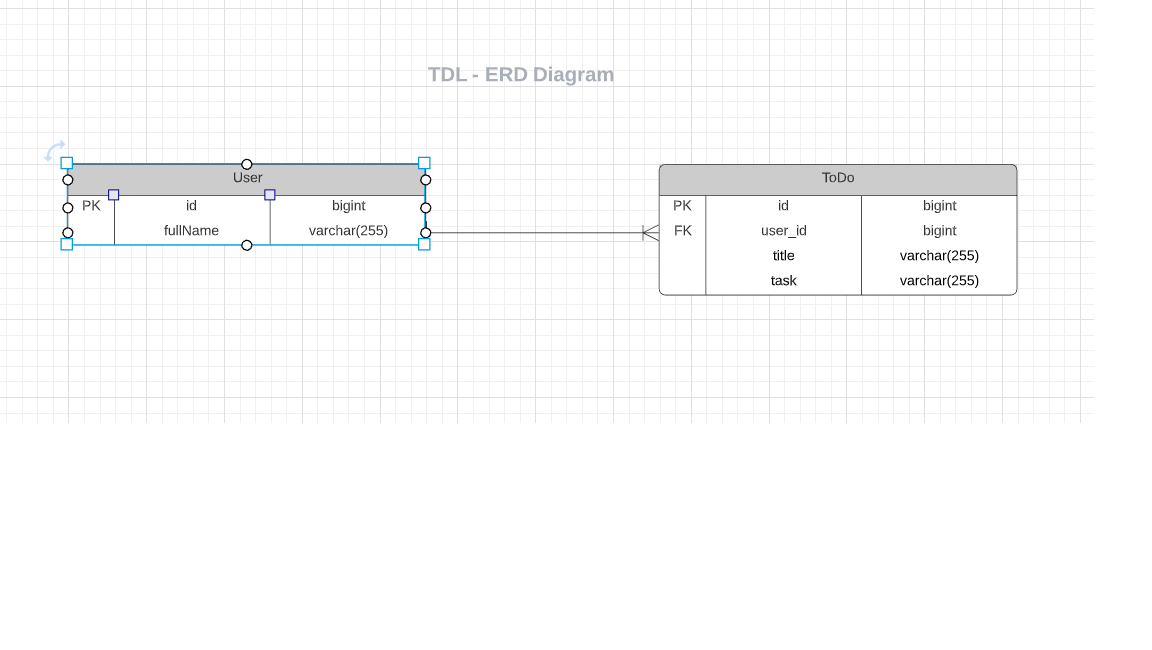 TDL - ERD Diagram
User
PK id bigint
fullName varchar(255)
ToDo
PK id bigint
FK user_id bigint
title varchar(255)
task varchar(255)